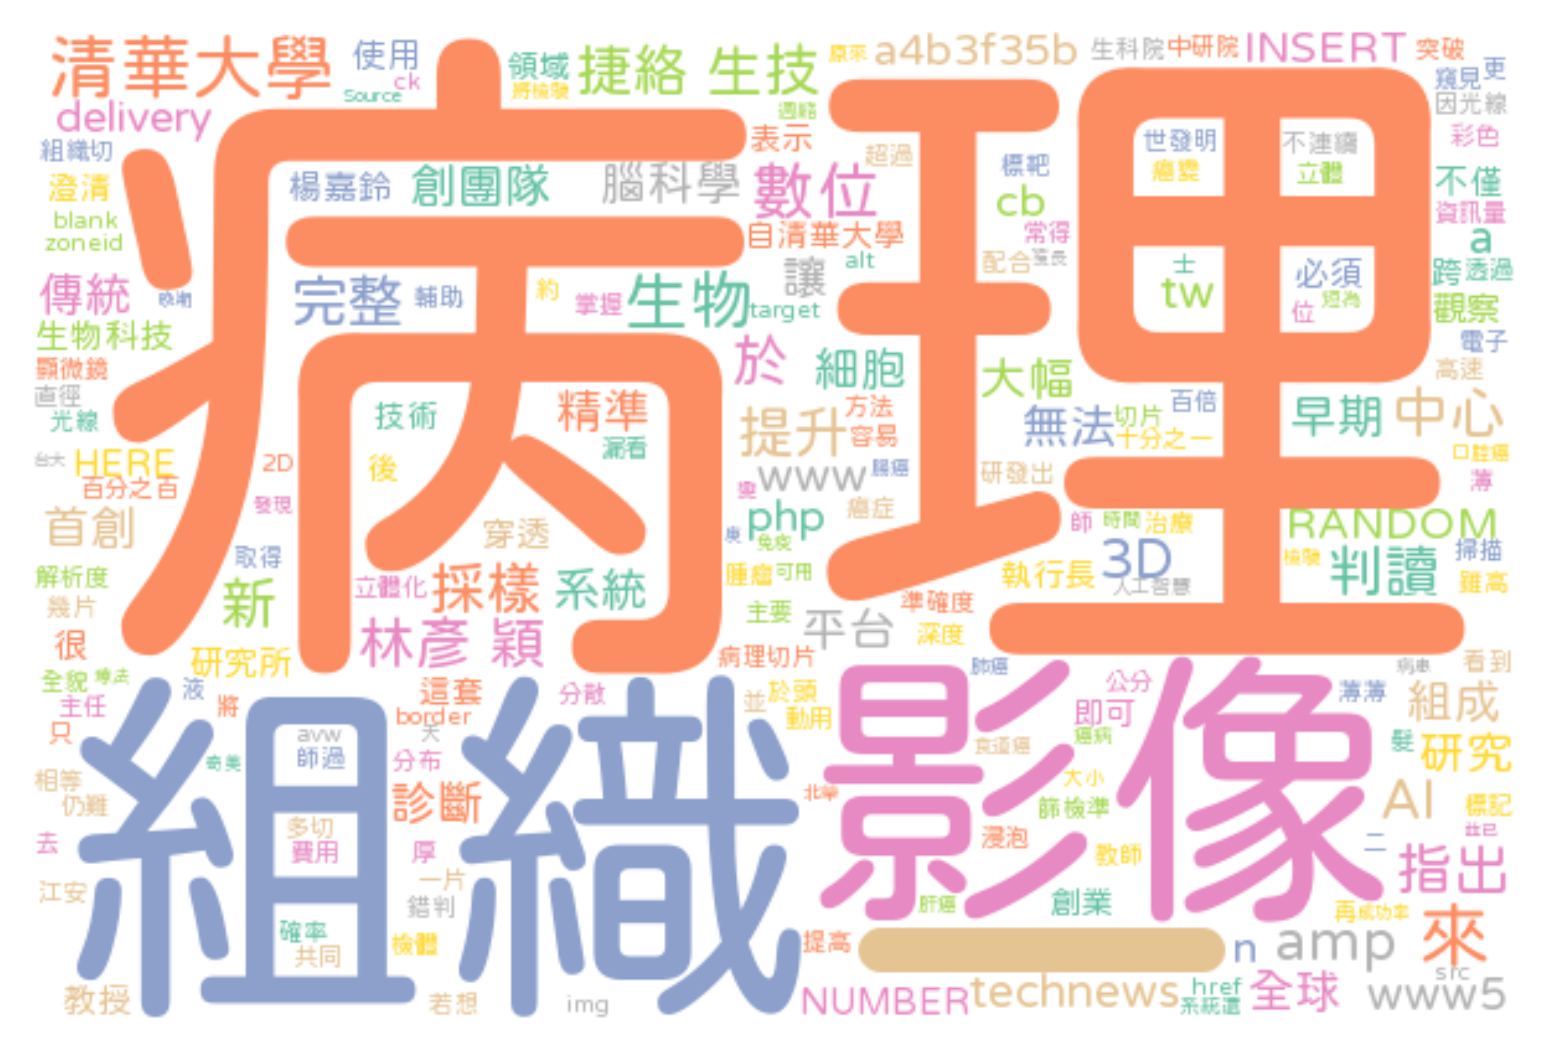 清華大學
使用
ck
Source
領域
將檢驗
捷絡 生技
原來
a4b3f35b
生科院
中研院
INSERT
突破
窺見
更
delivery
週縮
因光線
組織切
表示
超過
世發明
不連續
彩色
澄清
楊嘉鈴
創團隊
腦科學
數位
標靶
癌變
立體
不僅
blank
zoneid
cb
資訊量
自清華大學
常得
a
傳統
完整
輔助
約
掌握
生物
讓
alt
配合
士
必須
跨
透過
tw
位
target
觀察
生物科技
於
細胞
電子
顯微鏡
大幅
高速
直徑
光線
技術
精準
漏看
提升
方法
容易
無法
切片
百倍
十分之一
早期
中心
HERE
2D
後
www
腸癌
研發出
口腔癌
百分之百
薄
首創
發現
穿透
php
癌症
師
時間
治療
RANDOM
免疫
取得
3D
檢驗
判讀
掃描
解析度
立體化
採樣
系統
腫瘤
可用
執行長
人工智慧
雖高
幾片
新
主要
平台
準確度
很
林彥 穎
深度
研究所
病理切片
病理
肺癌
看到
全貌
主任
液
將
這套
分散
並
於頭
公分
薄薄
組成
只
border
動用
即可
avw
師過
大
分布
食道癌
癌病
髮
研究
奇美
相等
仍難
診斷
大小
AI
標記
篩檢準
去
多切
費用
厚
浸泡
教師
二
指出
江安
一片
錯判
肝癌
創業
再
成功率
確率
共同
檢體
提高
n
amp
來
組織
影像
教授
若想
img
NUMBER
technews
href
系統還
全球
src
www5